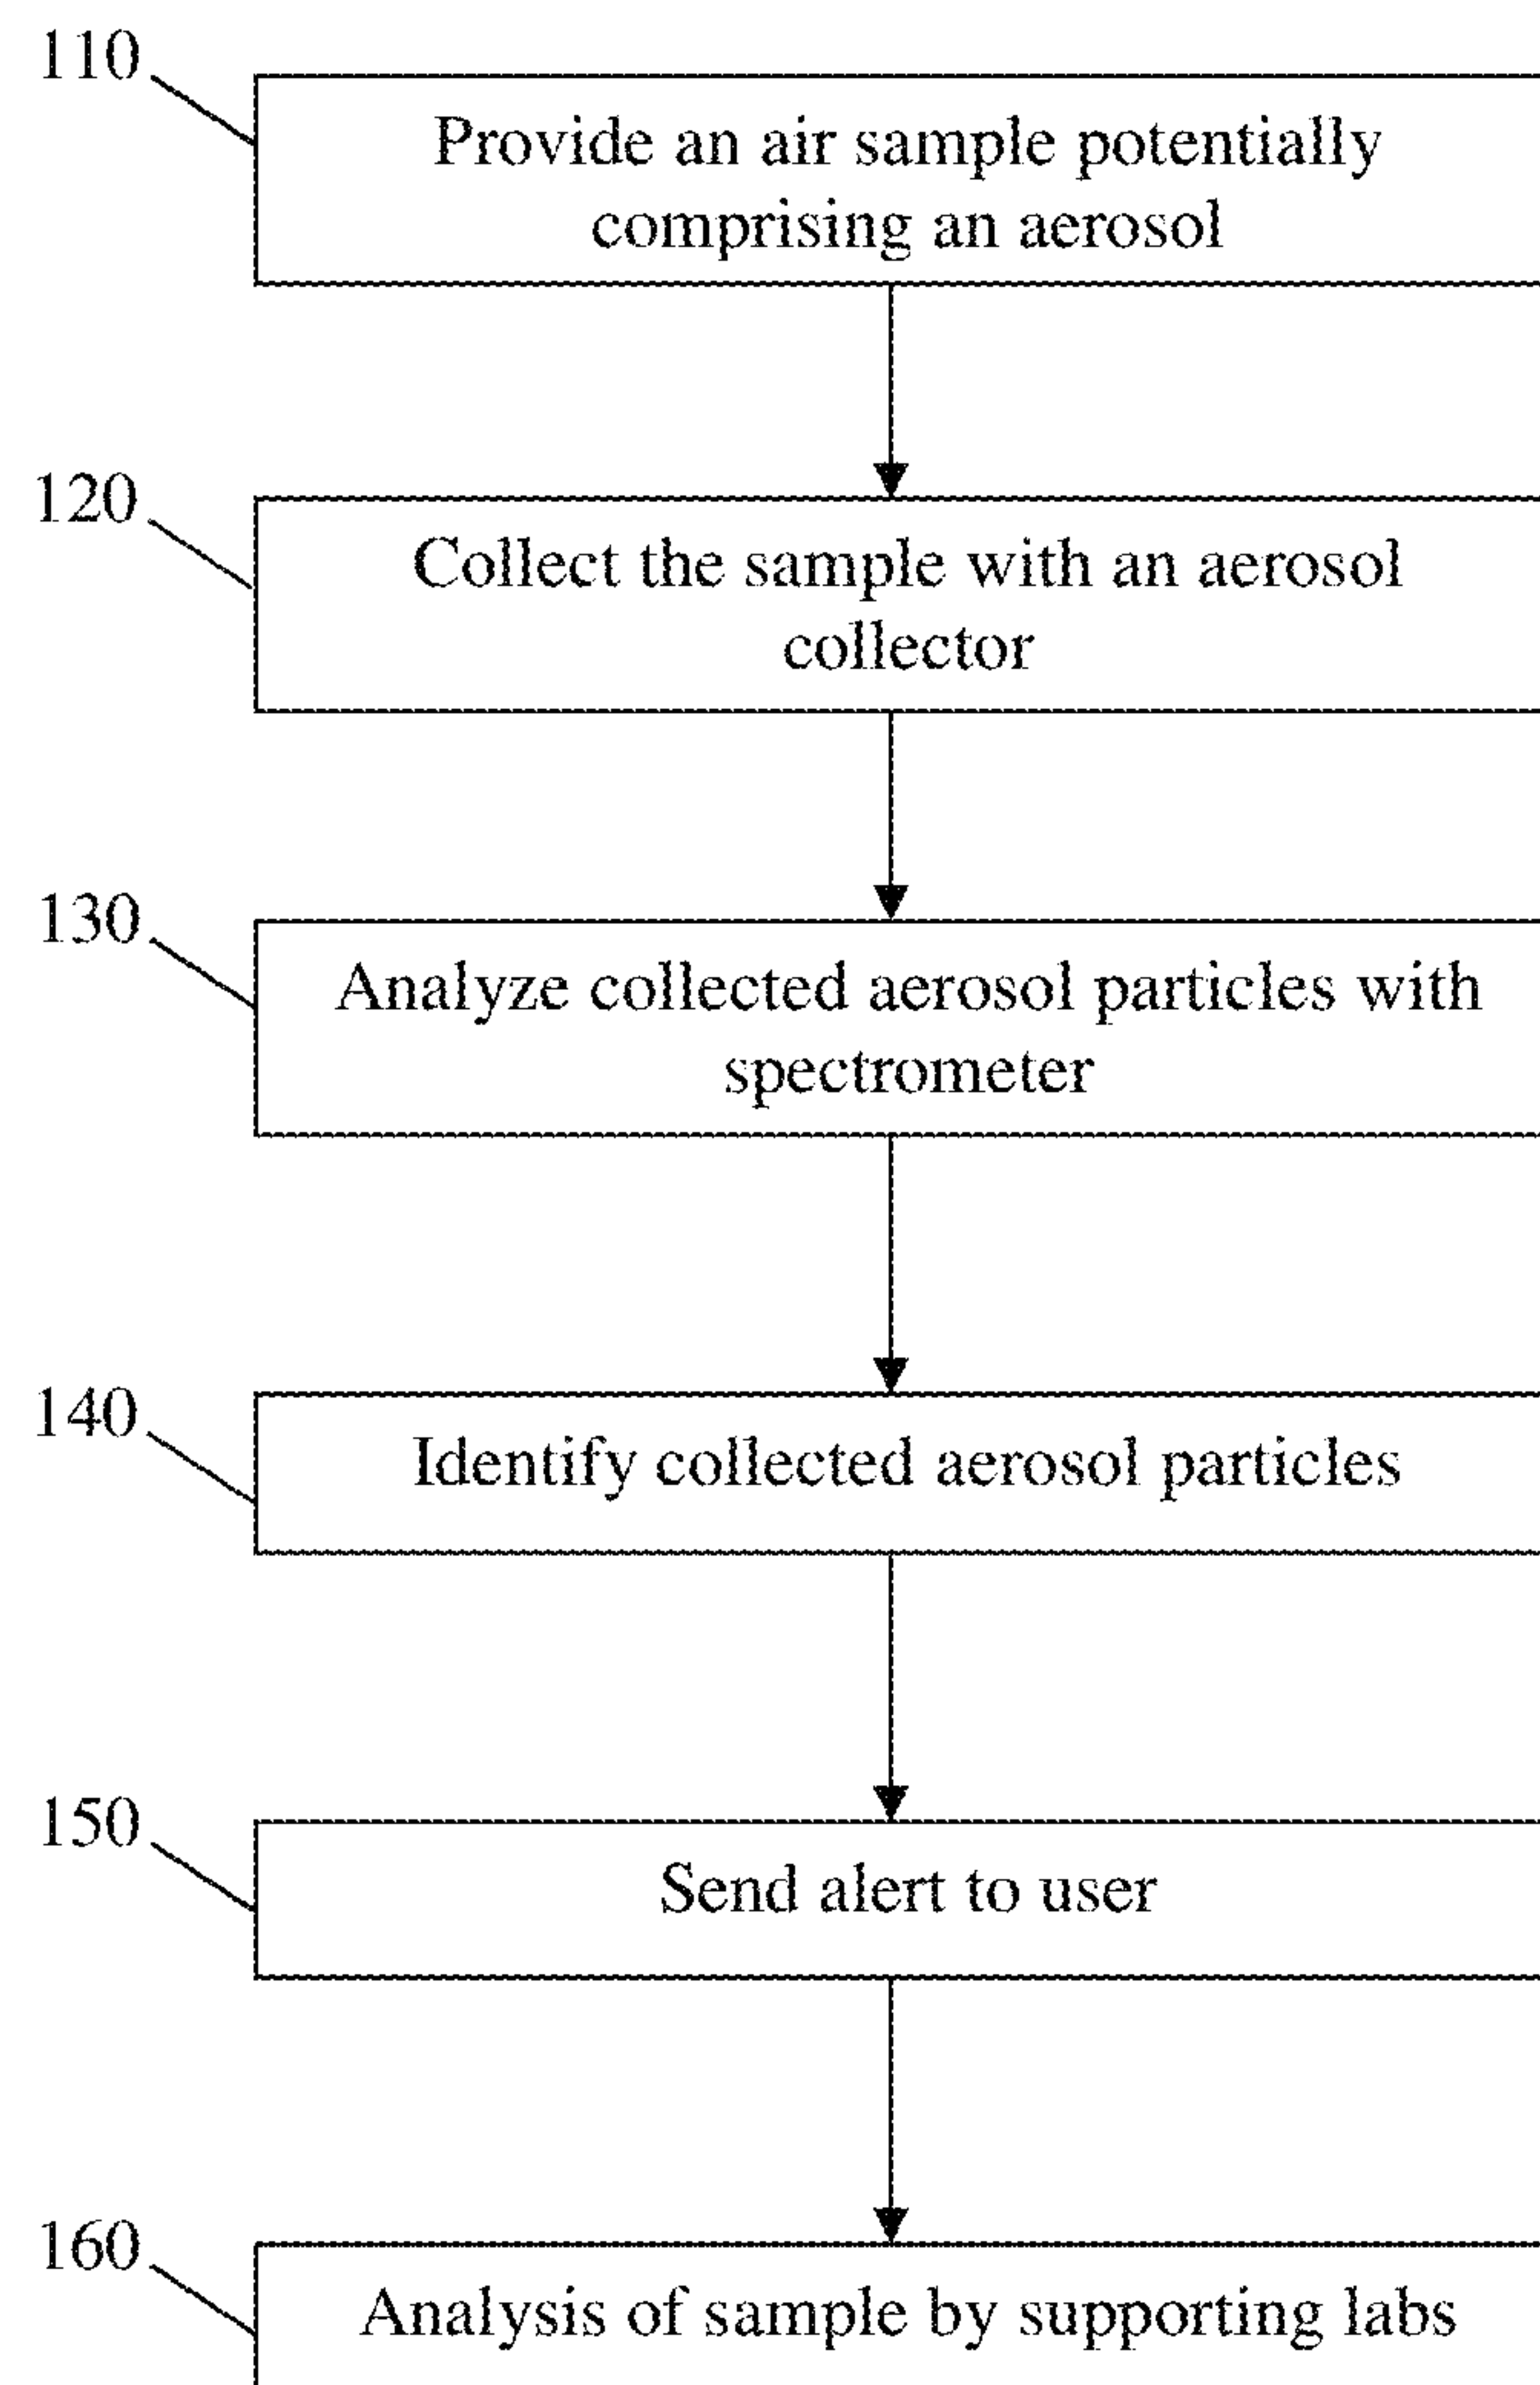 110
Provide an air sample potentially
comprising an aerosol
120
Collect the sample with an aerosol
collector
130
Analyze collected aerosol particles with
spectrometer
140
Identify collected aerosol particles
150
Send alert to user
160
Analysis of sample by supporting labs